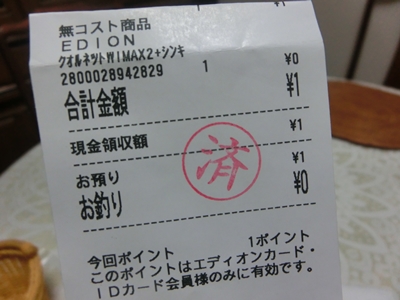 無コスト商品
EDION
クオルネットWIMAX2+シンキ
2800028942829 1 ¥0
合計金額 ¥1
現金領収額 ¥1
済
お預り ¥1
お釣り ¥0
今回ポイント 1ポイント
このポイントはエディオンカード・
IDカード会員様のみに有効です。